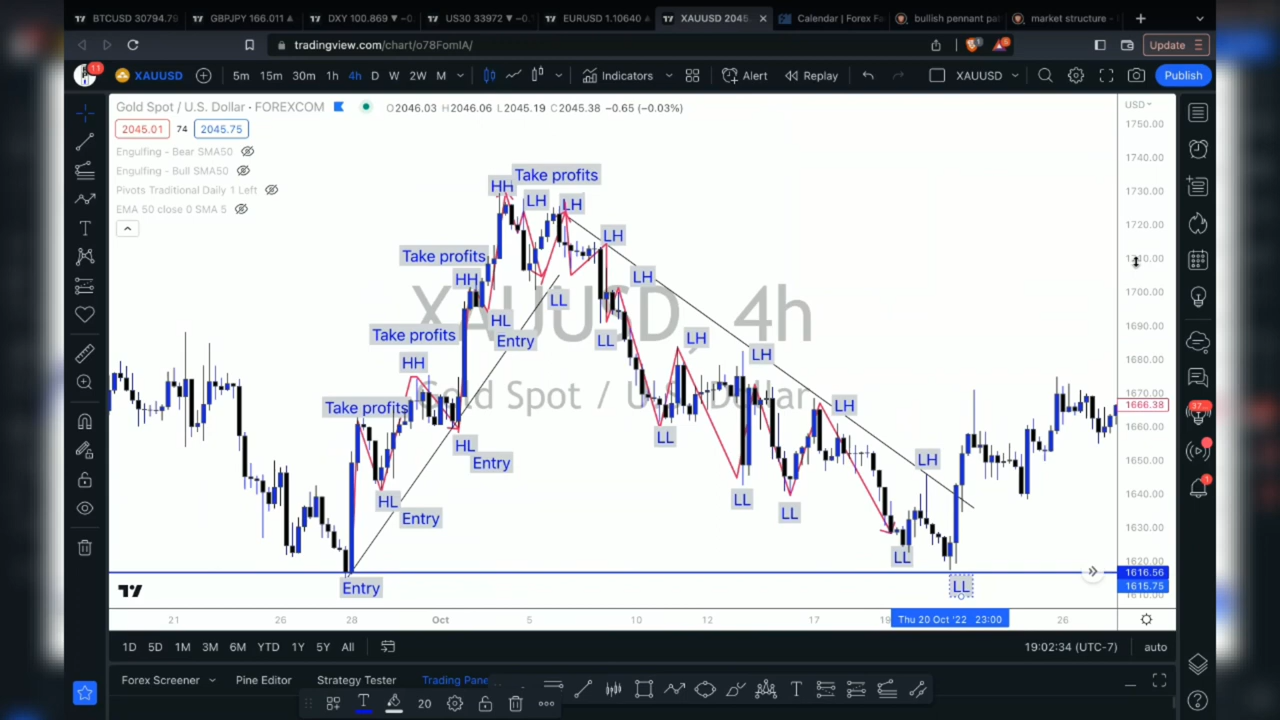 BTCUSD 30794.79
GBPJPY 166.011
DXY 100.869
US30 33972
EURUSD 1.10640
XAUUSD 2045
Calendar | Forex Fa
bullish pennant pa
market structure -
tradingview.com/chart/o78FomIA/
Update
13
XAUUSD
5m 15m 30m 1h 4h D W 2W M
Indicators
Alert
Replay
XAUUSD
Publish
Gold Spot / U.S. Dollar · FOREXCOM
O2046.03 H2046.06 L2045.19 C2045.38 −0.65 (−0.03%)
USD
2045.01 74 2045.75
Engulfing - Bear SMA50
Engulfing - Bull SMA50
Pivots Traditional Daily 1 Left
EMA 50 close 0 SMA 5
XAUUSD, 4h
Gold Spot / U.S. Dollar
Take profits
HH
LH
LH
LH
Take profits
HH
LH
LL
HL
Entry
LL
Take profits
LH
LH
HH
Take profits
LH
LL
HL
Entry
LH
HL
Entry
LL
LL
LL
Entry
LL
1750.00
1740.00
1730.00
1720.00
1710.00
1700.00
1690.00
1680.00
1670.00
1666.38
1660.00
1650.00
1640.00
1630.00
1620.00
1616.56
1615.75
1610.00
21 26 28 Oct 5 7 10 12 17 19 Thu 20 Oct '22 23:00 26
1D 5D 1M 3M 6M YTD 1Y 5Y All
19:02:34 (UTC-7)
auto
Forex Screener
Pine Editor
Strategy Tester
Trading Pane
T
20